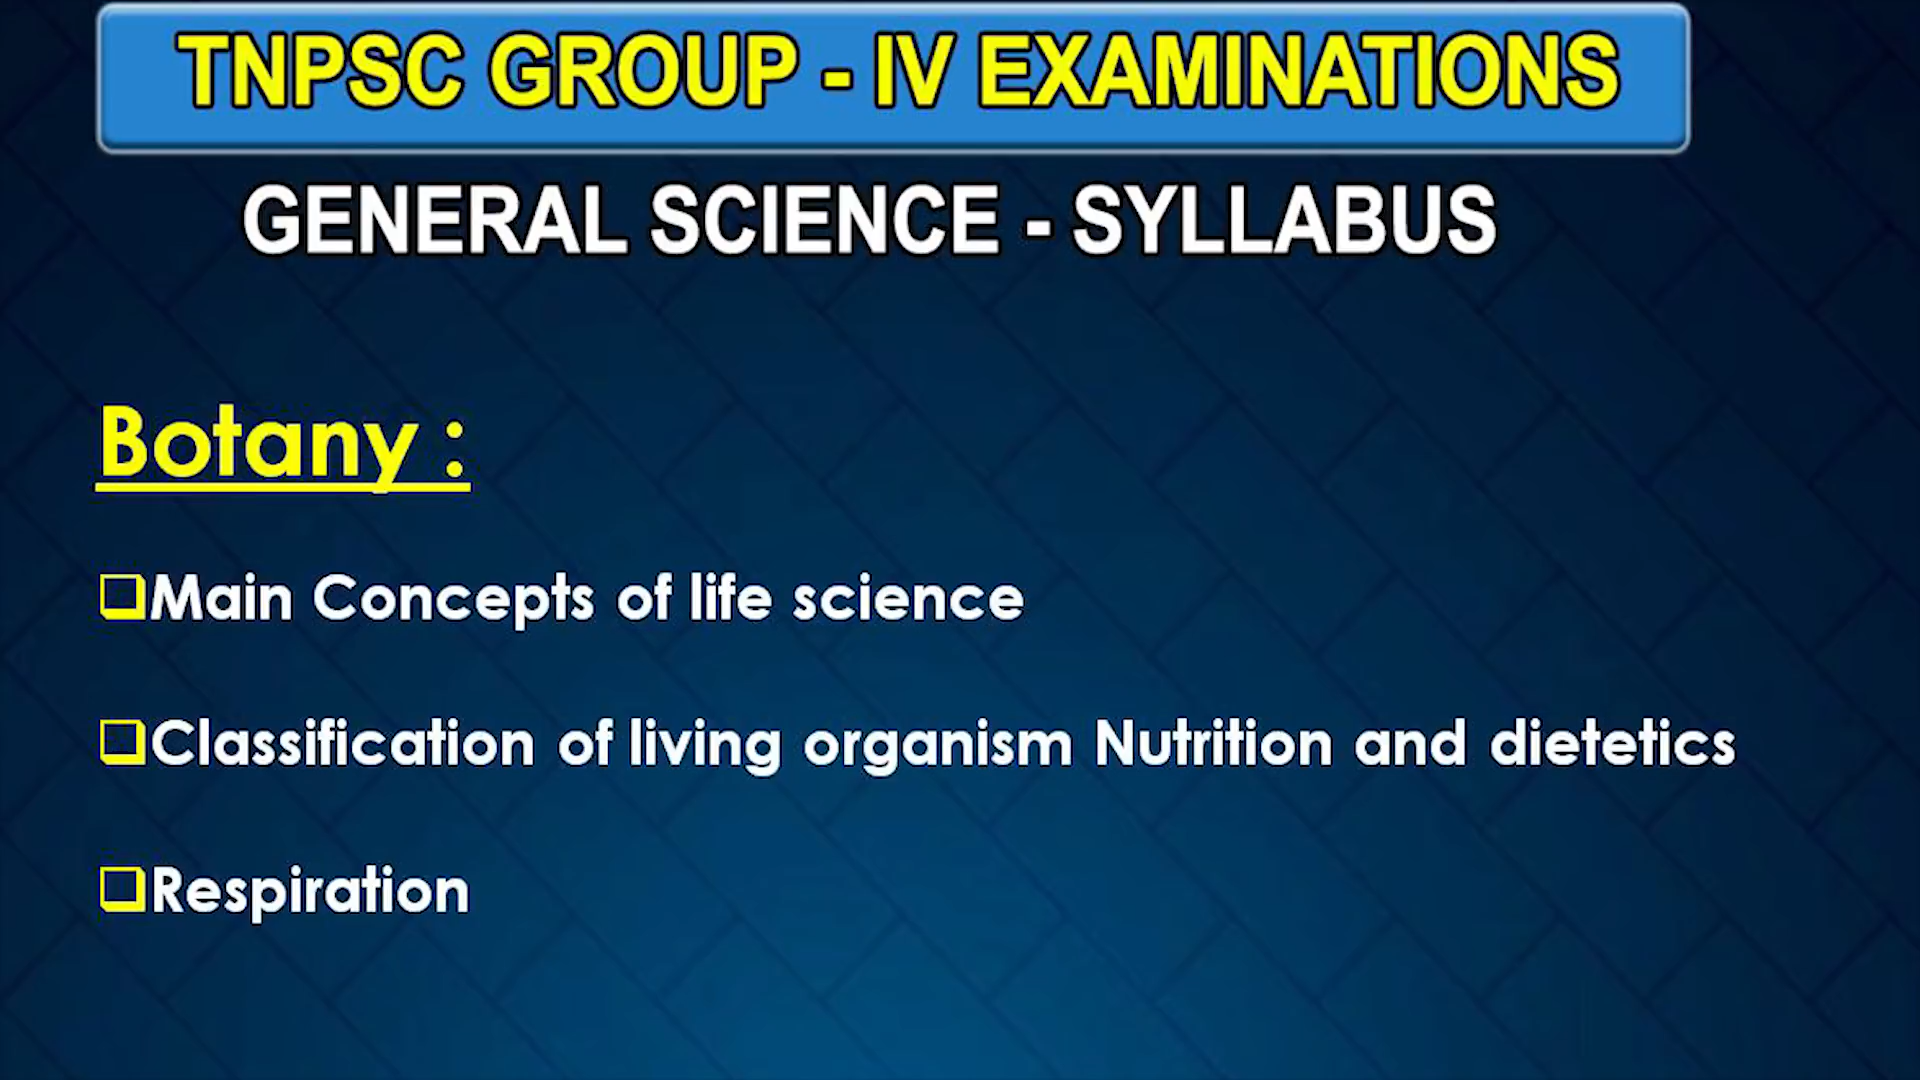 TNPSC GROUP - IV EXAMINATIONS
GENERAL SCIENCE - SYLLABUS
Botany :
Main Concepts of life science
Classification of living organism Nutrition and dietetics
Respiration